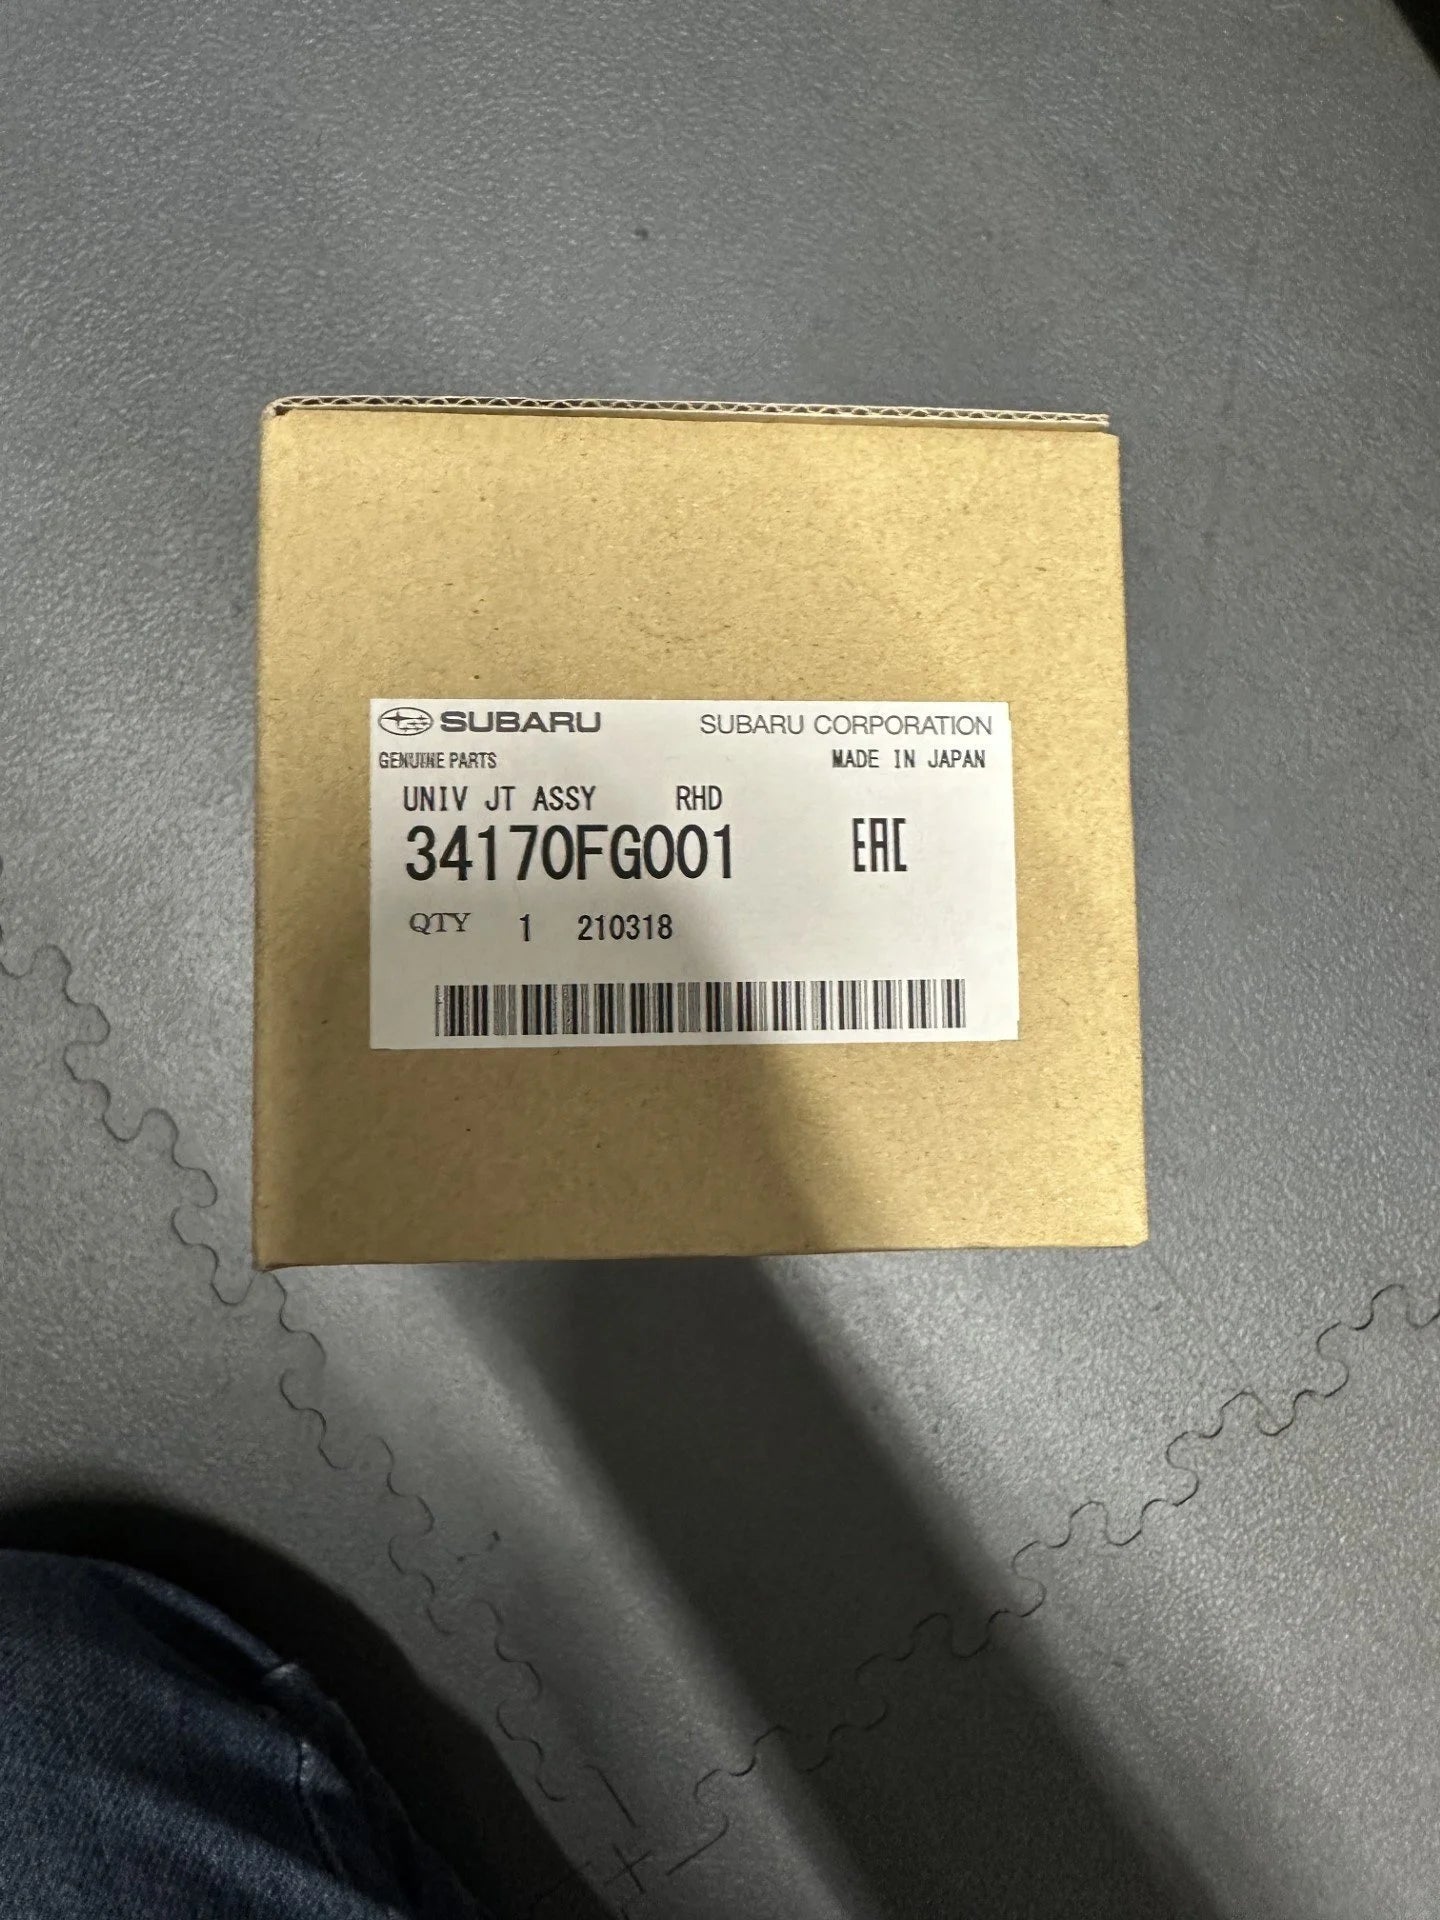 SUBARU SUBARU CORPORATION
GENUINE PARTS MADE IN JAPAN
UNIV JT ASSY RHD
34170FG001 EAC
QTY 1 210318